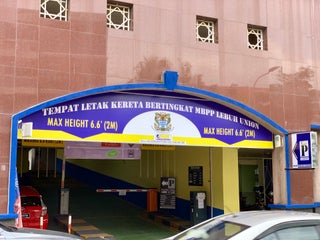 TEMPAT LETAK KERETA BERTINGKAT MBPP LEBUH UNION
MAX HEIGHT 6.6' (2M)
MAX HEIGHT 6.6' (2M)
P